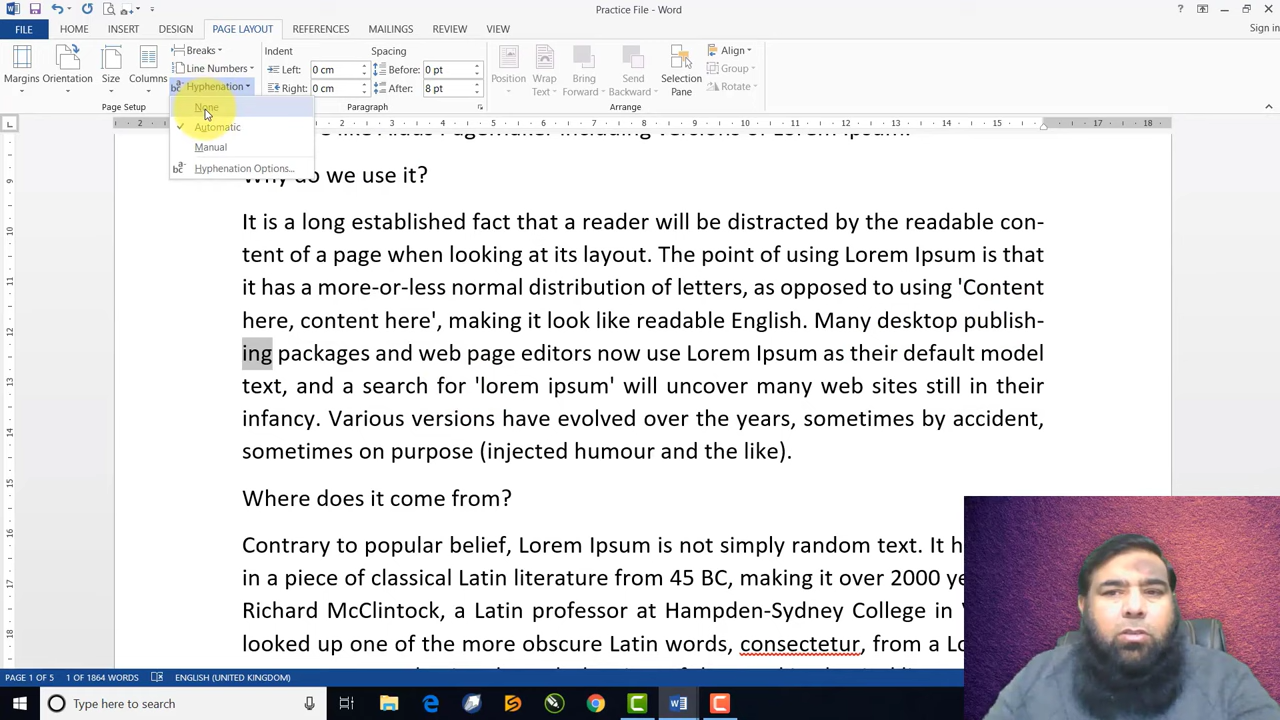 Practice File - Word
Sign in
FILE HOME INSERT DESIGN PAGE LAYOUT REFERENCES MAILINGS REVIEW VIEW
Margins Orientation Size Columns
Breaks
Line Numbers
Hyphenation
Page Setup
Indent
Left: 0 cm
Right: 0 cm
Spacing
Before: 0 pt
After: 8 pt
Paragraph
Position Wrap Text Bring Forward Send Backward Selection Pane
Align
Group
Rotate
Arrange
None
Automatic
Manual
Hyphenation Options...
2 17 18
Why do we use it?
It is a long established fact that a reader will be distracted by the readable con-
tent of a page when looking at its layout. The point of using Lorem Ipsum is that
it has a more-or-less normal distribution of letters, as opposed to using 'Content
here, content here', making it look like readable English. Many desktop publish-
ing packages and web page editors now use Lorem Ipsum as their default model
text, and a search for 'lorem ipsum' will uncover many web sites still in their
infancy. Various versions have evolved over the years, sometimes by accident,
sometimes on purpose (injected humour and the like).
Where does it come from?
Contrary to popular belief, Lorem Ipsum is not simply random text. It
in a piece of classical Latin literature from 45 BC, making it over 2000
Richard McClintock, a Latin professor at Hampden-Sydney College in
looked up one of the more obscure Latin words, consectetur, from a
PAGE 1 OF 5 1 OF 1864 WORDS ENGLISH (UNITED KINGDOM)
Type here to search